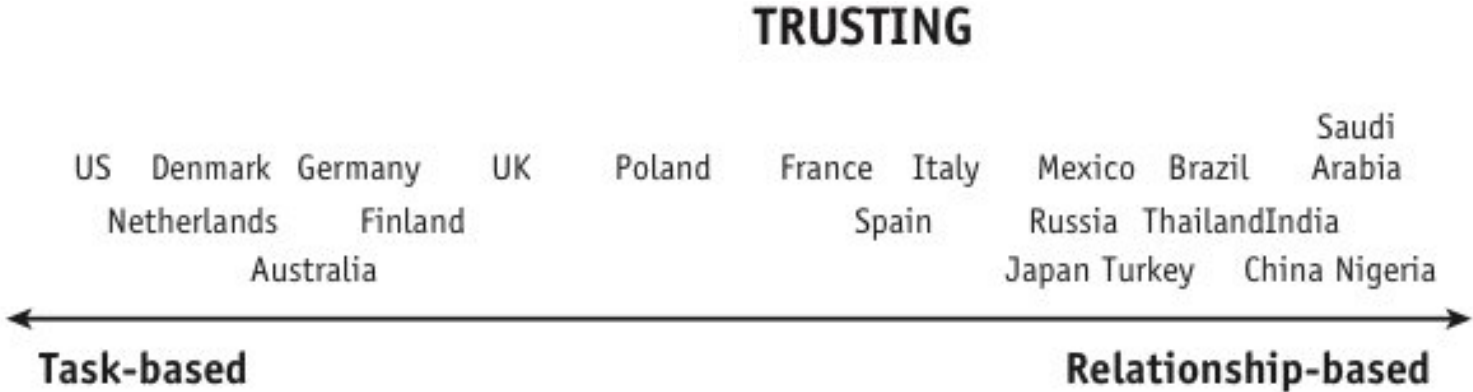 TRUSTING
Saudi
US Denmark Germany UK Poland France Italy Mexico Brazil Arabia
Netherlands Finland Spain Russia ThailandIndia
Australia Japan Turkey China Nigeria
Task-based Relationship-based